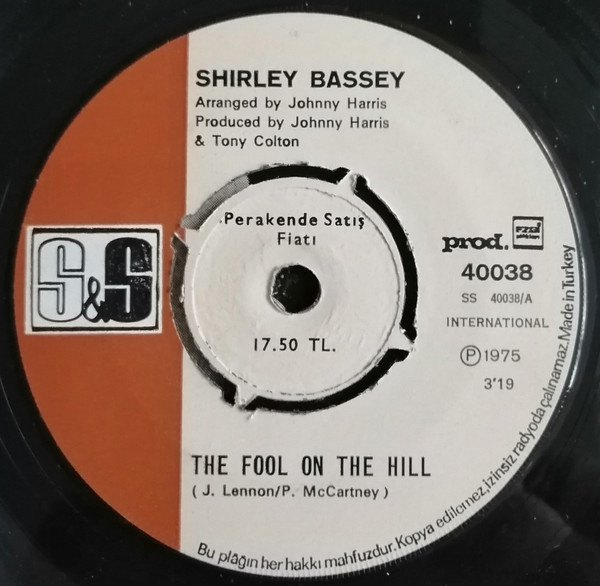 SHIRLEY BASSEY
Arranged by Johnny Harris
Produced by Johnny Harris
& Tony Colton
Perakende Satış
Fiatı
17.50 TL.
S&S
prod.
40038
SS 40038/A
INTERNATIONAL
Ⓟ1975
3'19
THE FOOL ON THE HILL
( J. Lennon/P. McCartney )
Bu plâğın her hakkı mahfuzdur.Kopya edilemez,izinsiz radyoda çalınamaz.Made in Turkey